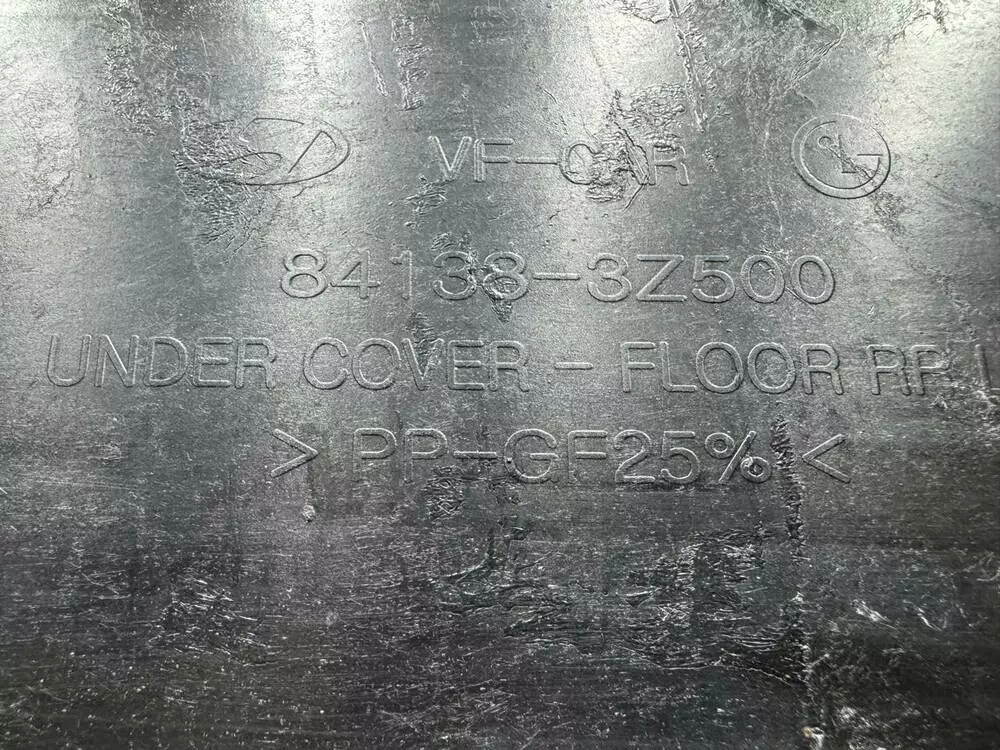 VF-CAR
84138-3Z500
UNDER COVER - FLOOR RR L
> PP-GF25% <